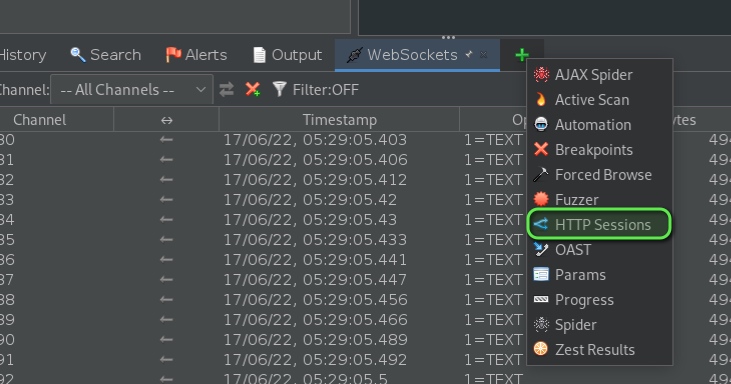 History Search Alerts Output WebSockets
Channel: -- All Channels -- Filter:OFF
Channel ↔ Timestamp Op ytes
80 ← 17/06/22, 05:29:05.403 1=TEXT 494
81 ← 17/06/22, 05:29:05.406 1=TEXT
82 ← 17/06/22, 05:29:05.412 1=TEXT 494
83 ← 17/06/22, 05:29:05.42 1=TEXT 494
84 ← 17/06/22, 05:29:05.43 1=TEXT 494
85 ← 17/06/22, 05:29:05.433 1=TEXT 494
86 ← 17/06/22, 05:29:05.441 1=TEXT 494
87 ← 17/06/22, 05:29:05.447 1=TEXT 494
88 ← 17/06/22, 05:29:05.456 1=TEXT 494
89 ← 17/06/22, 05:29:05.466 1=TEXT 494
90 ← 17/06/22, 05:29:05.489 1=TEXT 494
91 ← 17/06/22, 05:29:05.492 1=TEXT 494
92 ← 17/06/22, 05:29:05.5 1=TEXT 494
AJAX Spider
Active Scan
Automation
Breakpoints
Forced Browse
Fuzzer
HTTP Sessions
OAST
Params
Progress
Spider
Zest Results